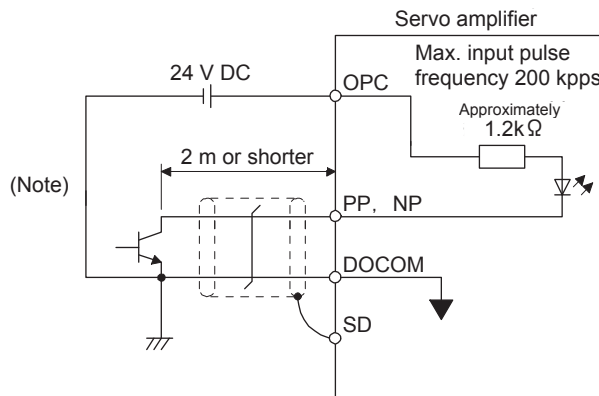 Servo amplifier
Max. input pulse
frequency 200 kpps
24 V DC
OPC
Approximately
1.2kΩ
2 m or shorter
(Note)
PP, NP
DOCOM
SD